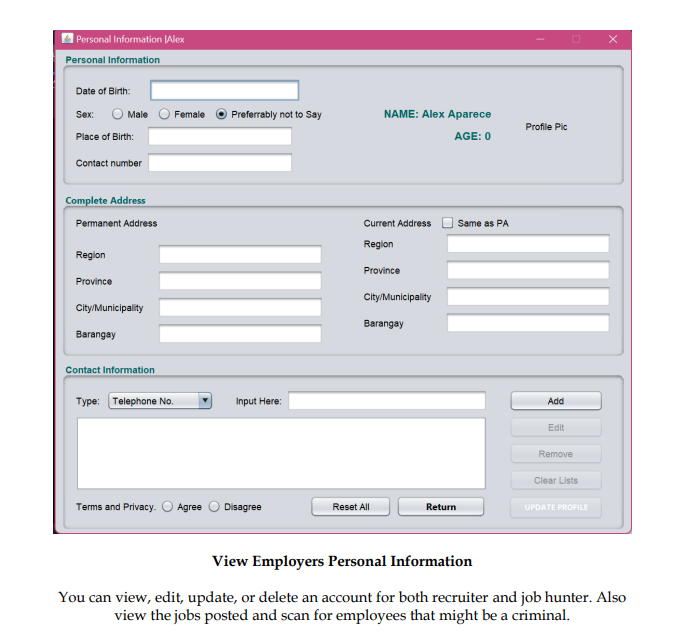 Personal Information |Alex
Personal Information
Date of Birth:
Sex: Male Female Preferrably not to Say
NAME: Alex Aparece
Profile Pic
Place of Birth:
AGE: 0
Contact number
Complete Address
Permanent Address
Current Address Same as PA
Region
Region
Province
Province
City/Municipality
City/Municipality
Barangay
Barangay
Contact Information
Type: Telephone No. Input Here: Add
Edit
Remove
Clear Lists
Terms and Privacy. Agree Disagree Reset All Return UPDATE PROFILE
View Employers Personal Information
You can view, edit, update, or delete an account for both recruiter and job hunter. Also
view the jobs posted and scan for employees that might be a criminal.